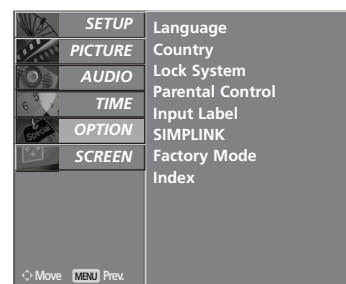 SETUP
PICTURE
AUDIO
TIME
OPTION
SCREEN
Language
Country
Lock System
Parental Control
Input Label
SIMPLINK
Factory Mode
Index
Special
Move MENU Prev.